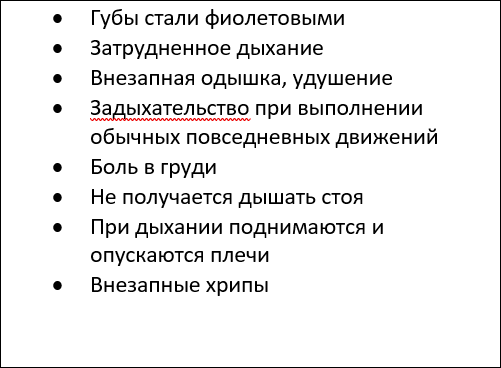 • Губы стали фиолетовыми
• Затрудненное дыхание
• Внезапная одышка, удушение
• Задыхательство при выполнении
обычных повседневных движений
• Боль в груди
• Не получается дышать стоя
• При дыхании поднимаются и
опускаются плечи
• Внезапные хрипы